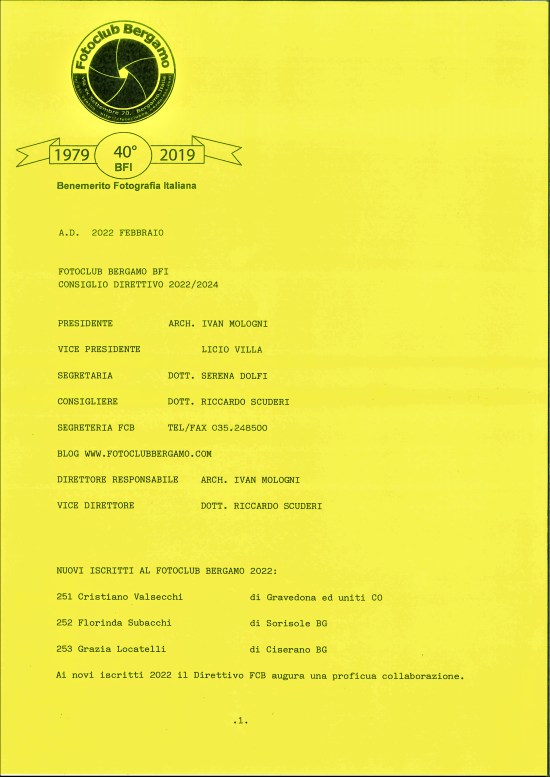 Fotoclub Bergamo
1979 40° 2019
BFI
Benemerito Fotografia Italiana
A.D. 2022 FEBBRAIO
FOTOCLUB BERGAMO BFI
CONSIGLIO DIRETTIVO 2022/2024
PRESIDENTE ARCH. IVAN MOLOGNI
VICE PRESIDENTE LICIO VILLA
SEGRETARIA DOTT. SERENA DOLFI
CONSIGLIERE DOTT. RICCARDO SCUDERI
SEGRETERIA FCB TEL/FAX 035.248500
BLOG WWW.FOTOCLUBBERGAMO.COM
DIRETTORE RESPONSABILE ARCH. IVAN MOLOGNI
VICE DIRETTORE DOTT. RICCARDO SCUDERI
NUOVI ISCRITTI AL FOTOCLUB BERGAMO 2022:
251 Cristiano Valsecchi di Gravedona ed uniti CO
252 Florinda Subacchi di Sorisole BG
253 Grazia Locatelli di Ciserano BG
Ai novi iscritti 2022 il Direttivo FCB augura una proficua collaborazione.
.1.